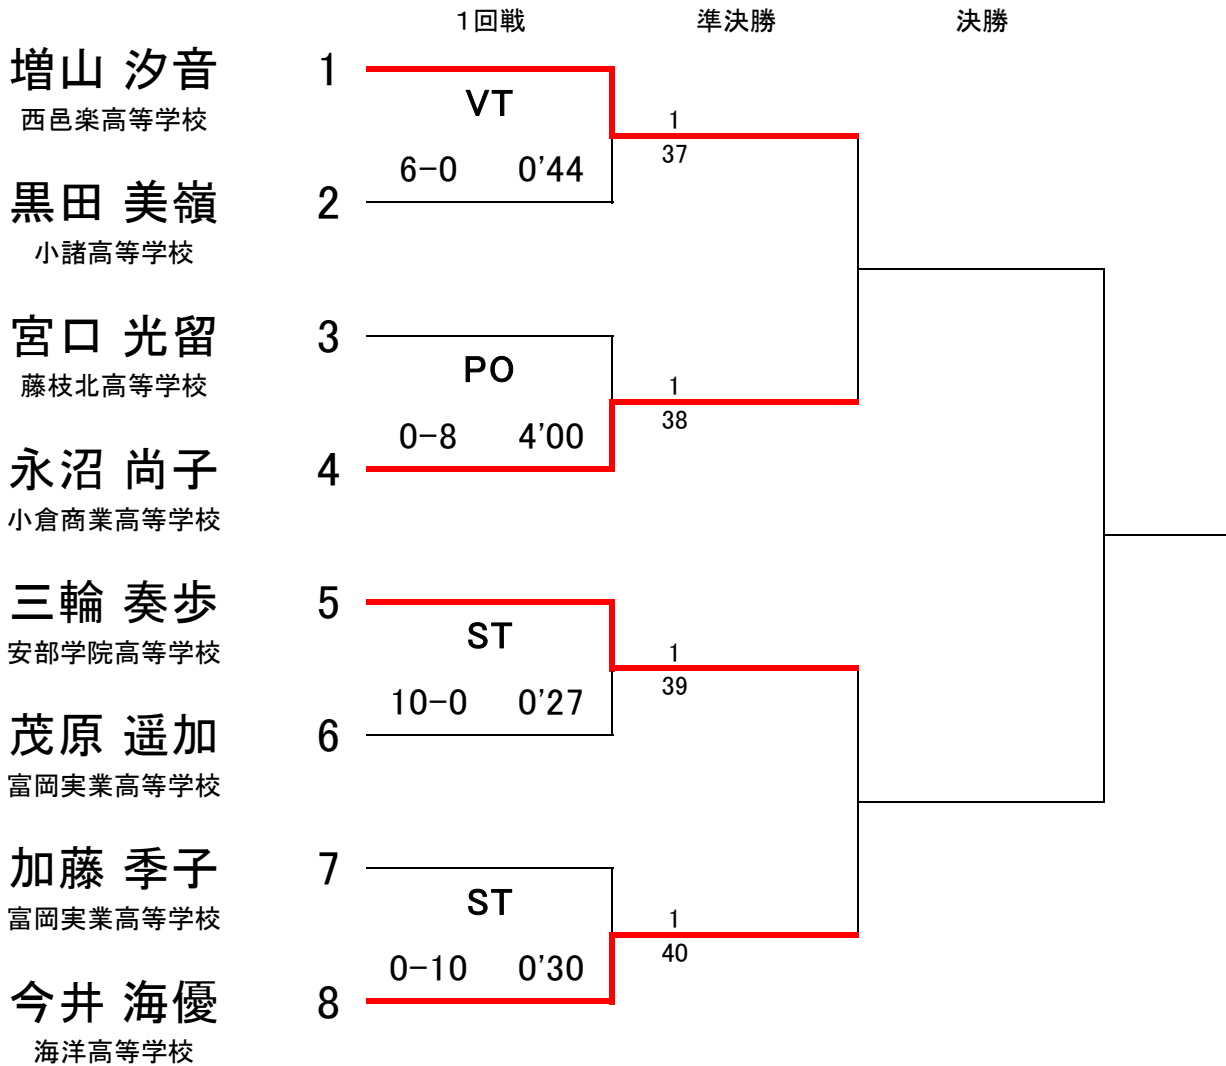 １回戦 準決勝 決勝
増山 汐音 1
西邑楽高等学校
VT
6-0 0'44
1
37
黒田 美嶺 2
小諸高等学校
宮口 光留 3
藤枝北高等学校
PO
0-8 4'00
1
38
永沼 尚子 4
小倉商業高等学校
三輪 奏歩 5
安部学院高等学校
ST
10-0 0'27
1
39
茂原 遥加 6
富岡実業高等学校
加藤 季子 7
富岡実業高等学校
ST
0-10 0'30
1
40
今井 海優 8
海洋高等学校